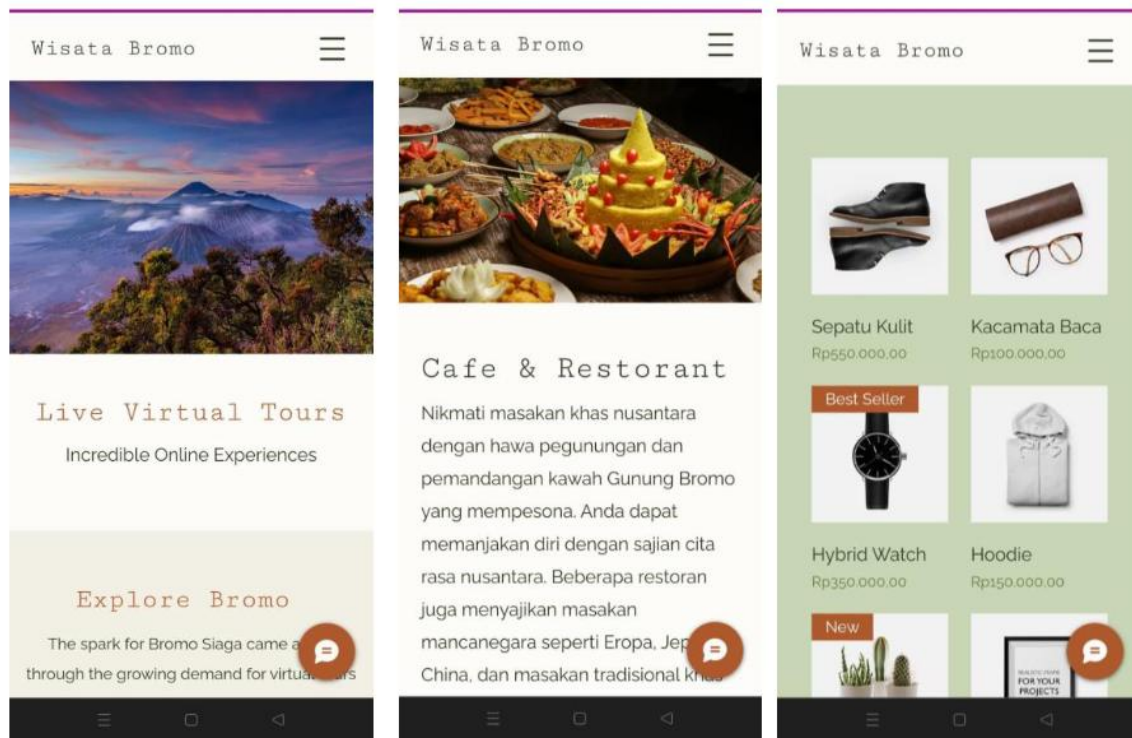 Wisata Bromo
Live Virtual Tours
Incredible Online Experiences
Explore Bromo
The spark for Bromo Siaga came a
through the growing demand for virtual urs
Wisata Bromo
Cafe & Restorant
Nikmati masakan khas nusantara
dengan hawa pegunungan dan
pemandangan kawah Gunung Bromo
yang mempesona. Anda dapat
memanjakan diri dengan sajian cita
rasa nusantara. Beberapa restoran
juga menyajikan masakan
mancanegara seperti Eropa, Jep
China, dan masakan tradisional khas
Wisata Bromo
Sepatu Kulit
Rp550.000,00
Kacamata Baca
Rp100.000,00
Best Seller
Hybrid Watch
Rp350.000,00
Hoodie
Rp150.000,00
New
FOR YOUR
PROJECTS